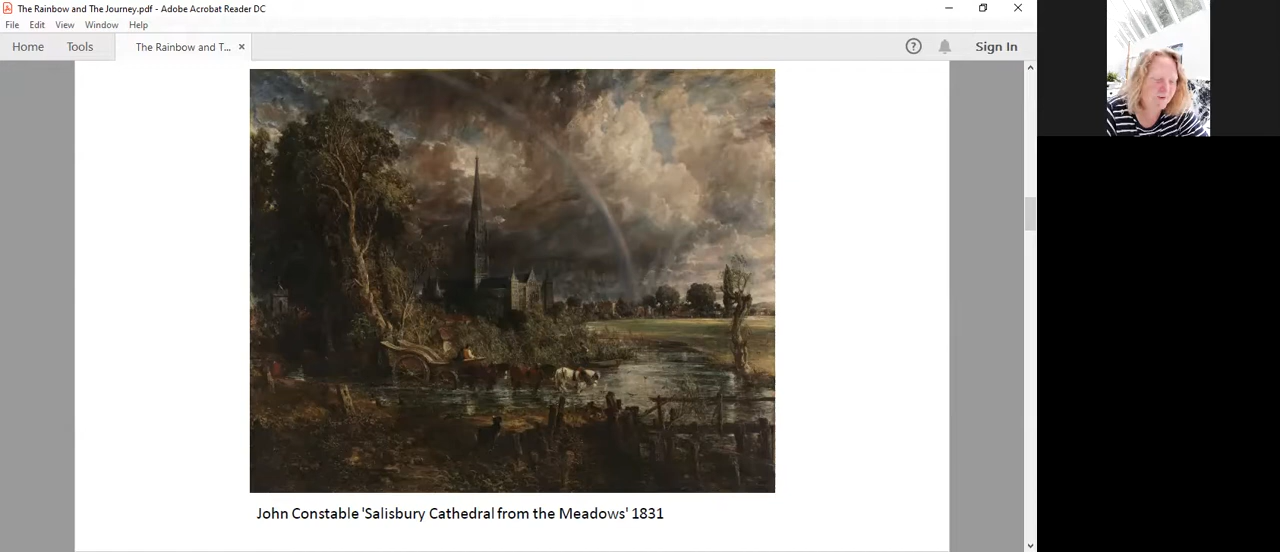 The Rainbow and The Journey.pdf - Adobe Acrobat Reader DC
File Edit View Window Help
Home Tools The Rainbow and T... Sign In
John Constable 'Salisbury Cathedral from the Meadows' 1831